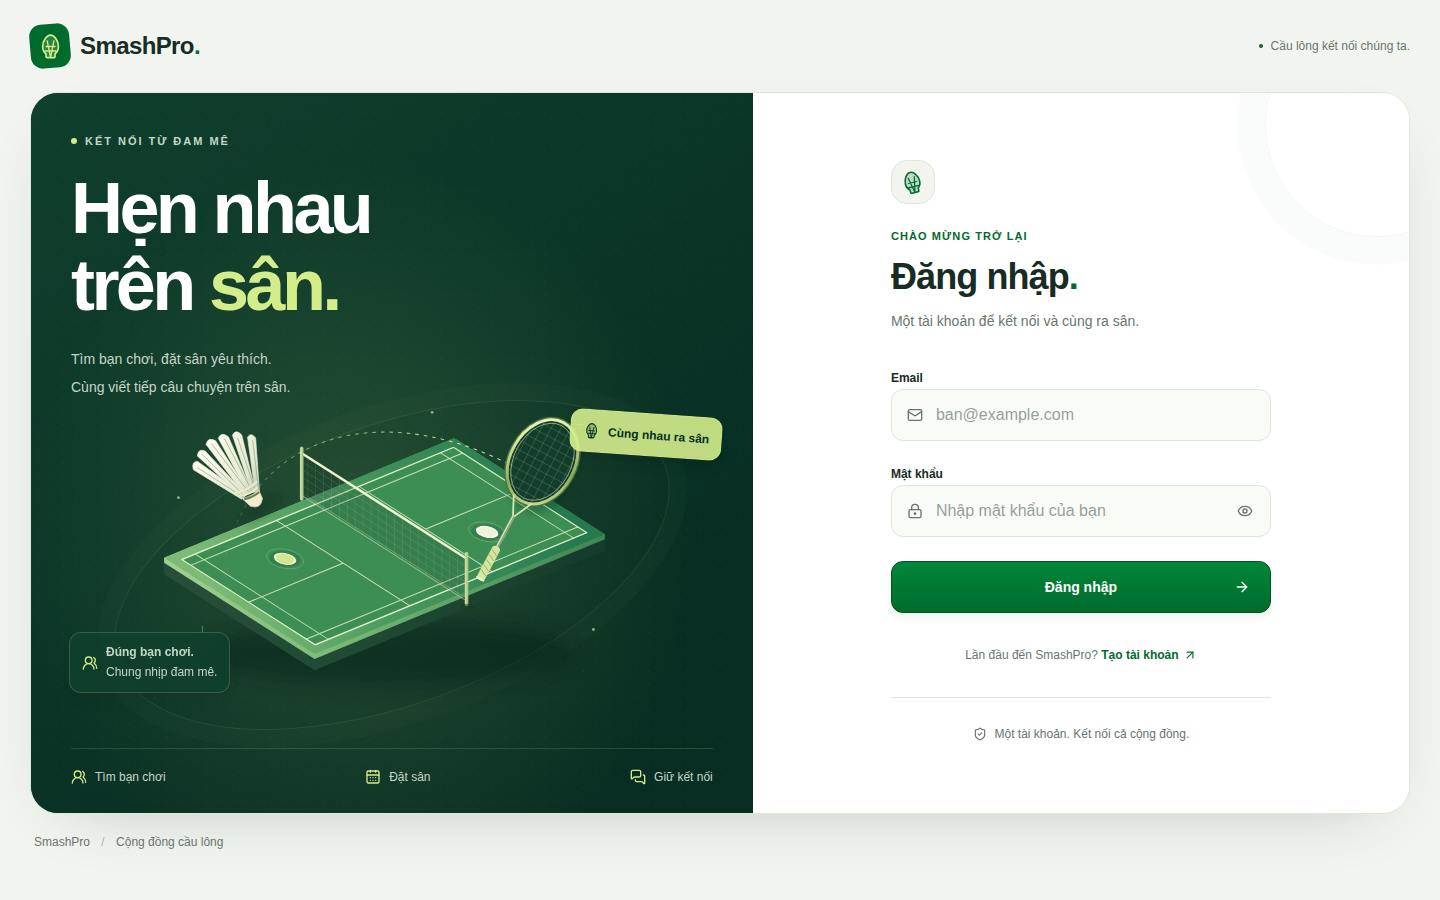 SmashPro.
Cầu lông kết nối chúng ta.
KẾT NỐI TỪ ĐAM MÊ
Hẹn nhau
trên sân.
Tìm bạn chơi, đặt sân yêu thích.
Cùng viết tiếp câu chuyện trên sân.
Cùng nhau ra sân
Đúng bạn chơi.
Chung nhịp đam mê.
Tìm bạn chơi
Đặt sân
Giữ kết nối
CHÀO MỪNG TRỞ LẠI
Đăng nhập.
Một tài khoản để kết nối và cùng ra sân.
Email
ban@example.com
Mật khẩu
Nhập mật khẩu của bạn
Đăng nhập
Lần đầu đến SmashPro? Tạo tài khoản
Một tài khoản. Kết nối cả cộng đồng.
SmashPro / Cộng đồng cầu lông